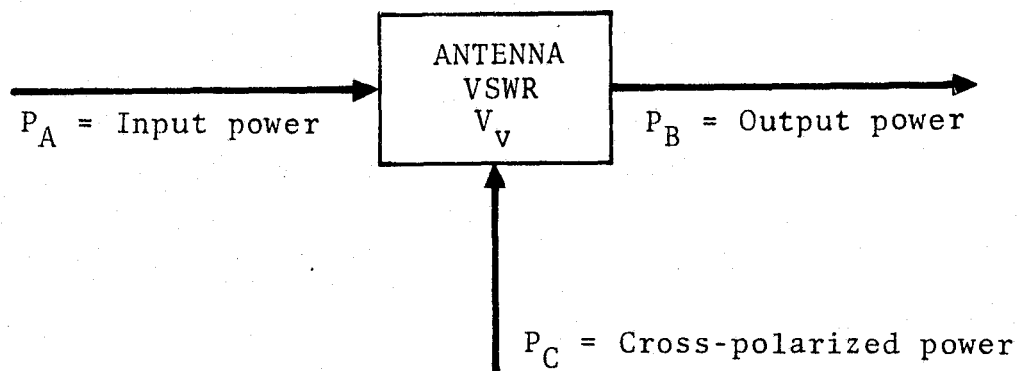 ANTENNA
VSWR
V_v
P_A = Input power
P_B = Output power
P_C = Cross-polarized power